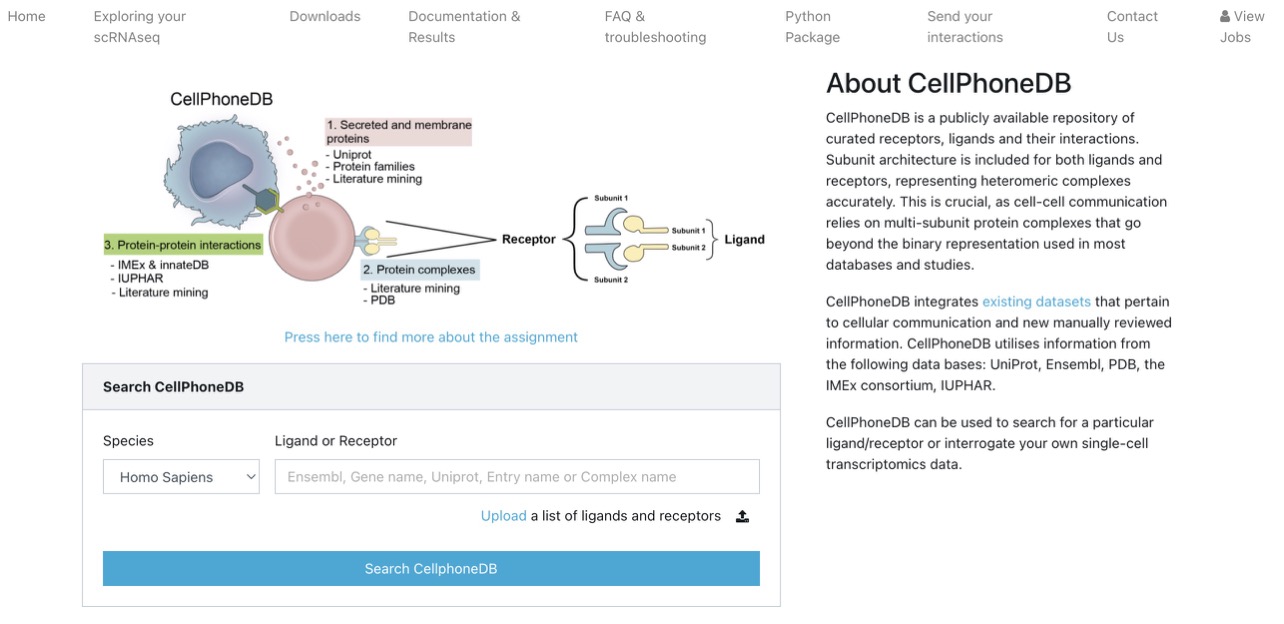 Home
Exploring your
scRNAseq
Downloads
Documentation &
Results
FAQ &
troubleshooting
Python
Package
Send your
interactions
Contact
Us
View
Jobs
CellPhoneDB
1. Secreted and membrane
proteins
- Uniprot
- Protein families
- Literature mining
3. Protein-protein interactions
- IMEx & innateDB
- IUPHAR
- Literature mining
2. Protein complexes
- Literature mining
- PDB
Receptor
Subunit 1
Subunit 1
Subunit 2
Subunit 2
Ligand
Press here to find more about the assignment
Search CellPhoneDB
Species
Ligand or Receptor
Homo Sapiens
Ensembl, Gene name, Uniprot, Entry name or Complex name
Upload a list of ligands and receptors
Search CellphoneDB
About CellPhoneDB
CellPhoneDB is a publicly available repository of
curated receptors, ligands and their interactions.
Subunit architecture is included for both ligands and
receptors, representing heteromeric complexes
accurately. This is crucial, as cell-cell communication
relies on multi-subunit protein complexes that go
beyond the binary representation used in most
databases and studies.
CellPhoneDB integrates existing datasets that pertain
to cellular communication and new manually reviewed
information. CellPhoneDB utilises information from
the following data bases: UniProt, Ensembl, PDB, the
IMEx consortium, IUPHAR.
CellPhoneDB can be used to search for a particular
ligand/receptor or interrogate your own single-cell
transcriptomics data.